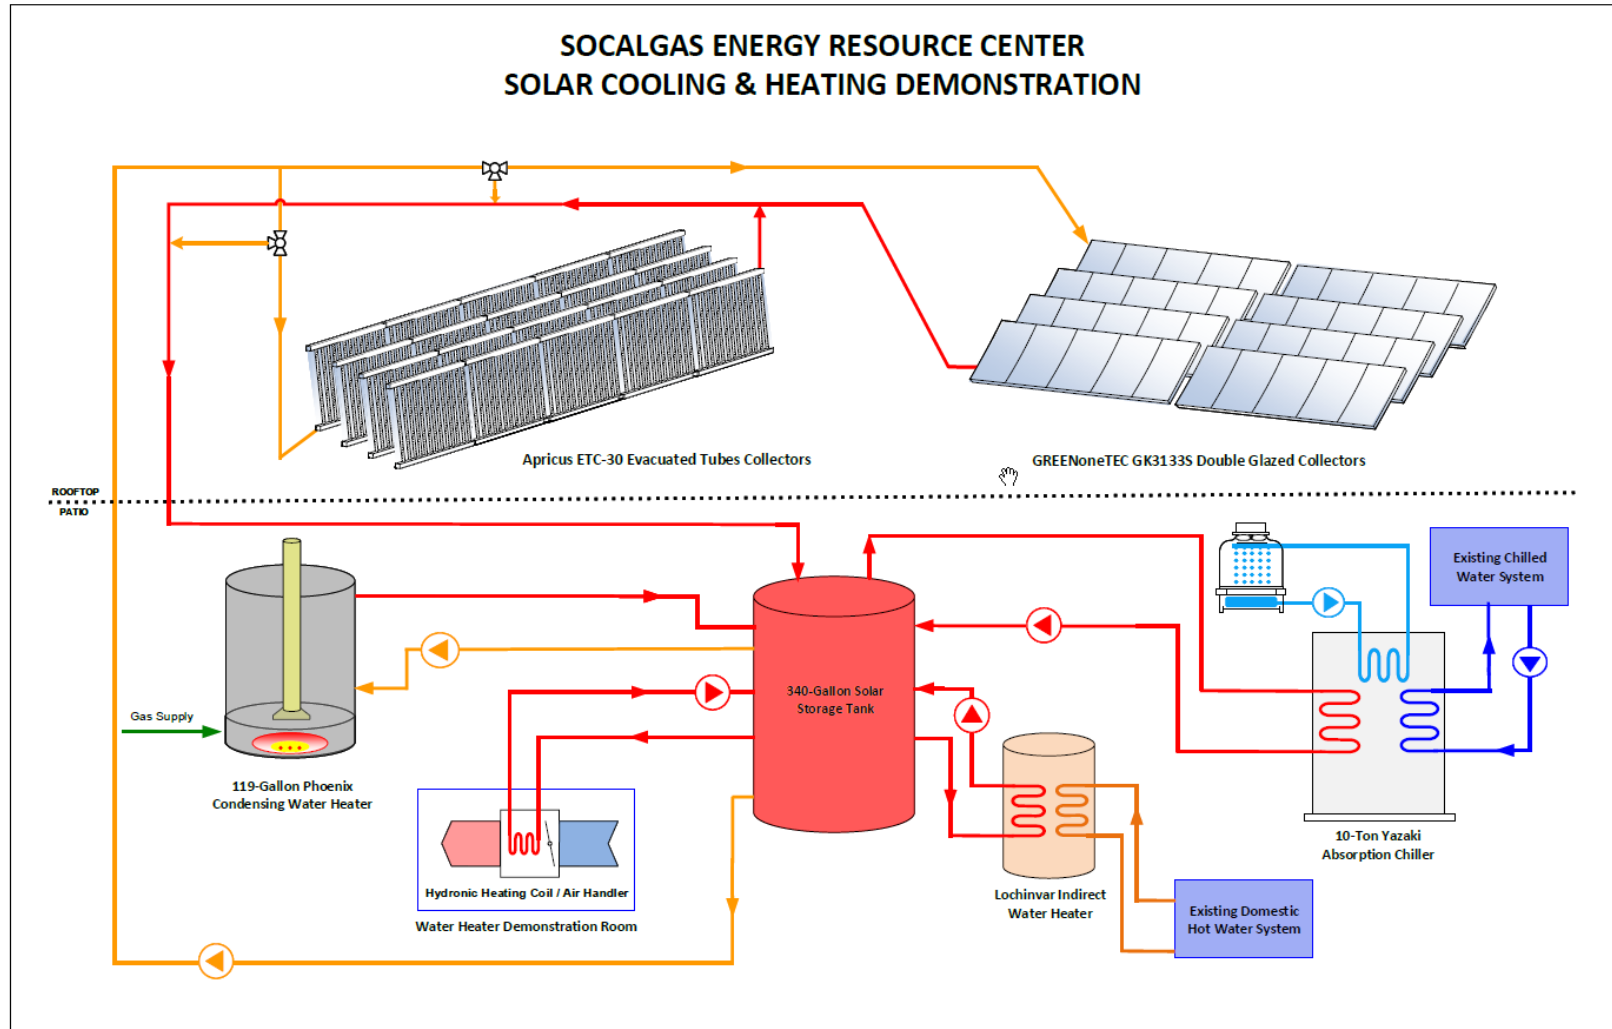 SOCALGAS ENERGY RESOURCE CENTER
SOLAR COOLING & HEATING DEMONSTRATION
Apricus ETC-30 Evacuated Tubes Collectors
GREENoneTEC GK3133S Double Glazed Collectors
ROOFTOP
PATIO
Existing Chilled
Water System
340-Gallon Solar
Storage Tank
Gas Supply
119-Gallon Phoenix
Condensing Water Heater
10-Ton Yazaki
Absorption Chiller
Hydronic Heating Coil / Air Handler
Water Heater Demonstration Room
Lochinvar Indirect
Water Heater
Existing Domestic
Hot Water System